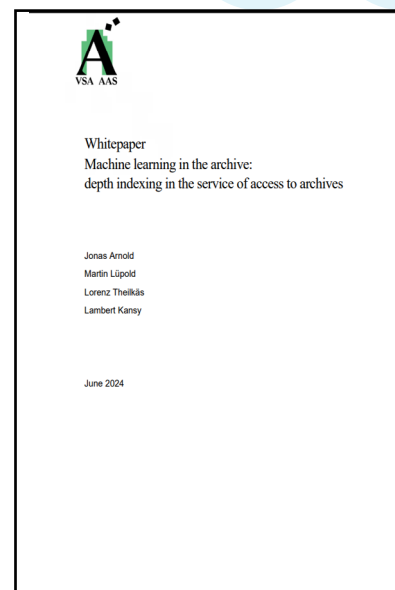 VSA AAS
Whitepaper
Machine learning in the archive:
depth indexing in the service of access to archives
Jonas Arnold
Martin Lüpold
Lorenz Theilkäs
Lambert Kansy
June 2024